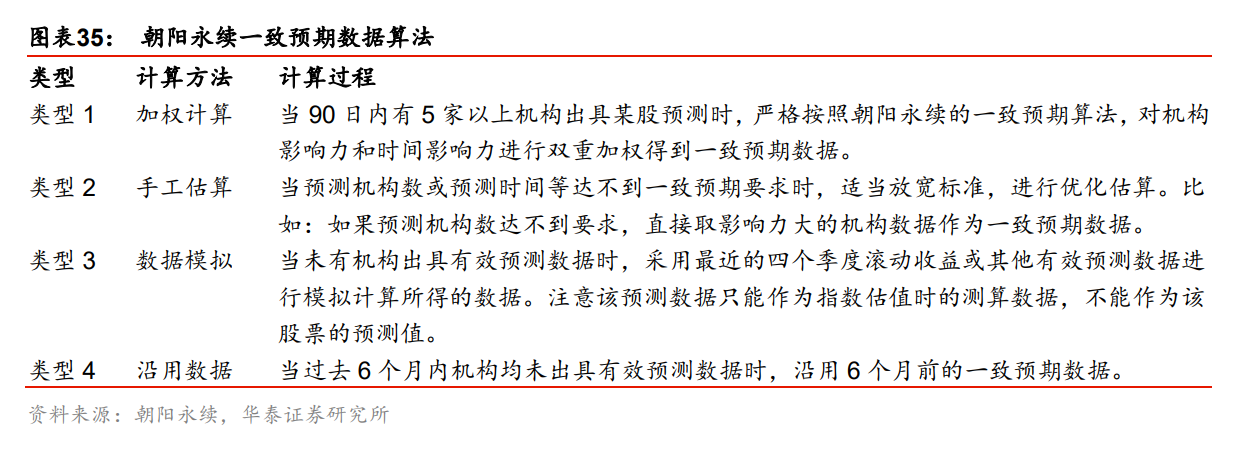 图表35： 朝阳永续一致预期数据算法
类型 计算方法 计算过程
类型 1 加权计算 当 90 日内有 5 家以上机构出具某股预测时，严格按照朝阳永续的一致预期算法，对机构
影响力和时间影响力进行双重加权得到一致预期数据。
类型 2 手工估算 当预测机构数或预测时间等达不到一致预期要求时，适当放宽标准，进行优化估算。比
如：如果预测机构数达不到要求，直接取影响力大的机构数据作为一致预期数据。
类型 3 数据模拟 当未有机构出具有效预测数据时，采用最近的四个季度滚动收益或其他有效预测数据进
行模拟计算所得的数据。注意该预测数据只能作为指数估值时的测算数据，不能作为该
股票的预测值。
类型 4 沿用数据 当过去 6 个月内机构均未出具有效预测数据时，沿用 6 个月前的一致预期数据。
资料来源：朝阳永续，华泰证券研究所